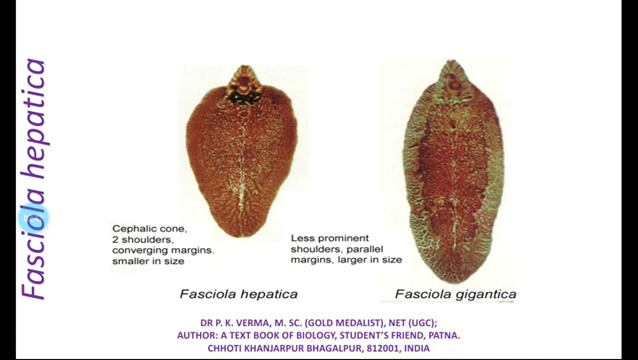 Fasciola hepatica
Cephalic cone,
2 shoulders,
converging margins.
smaller in size
Less prominent
shoulders, parallel
margins, larger in size
Fasciola hepatica
Fasciola gigantica
DR P. K. VERMA, M. SC. (GOLD MEDALIST), NET (UGC);
AUTHOR: A TEXT BOOK OF BIOLOGY, STUDENT'S FRIEND, PATNA.
CHHOTI KHANJARPUR BHAGALPUR, 812001, INDIA